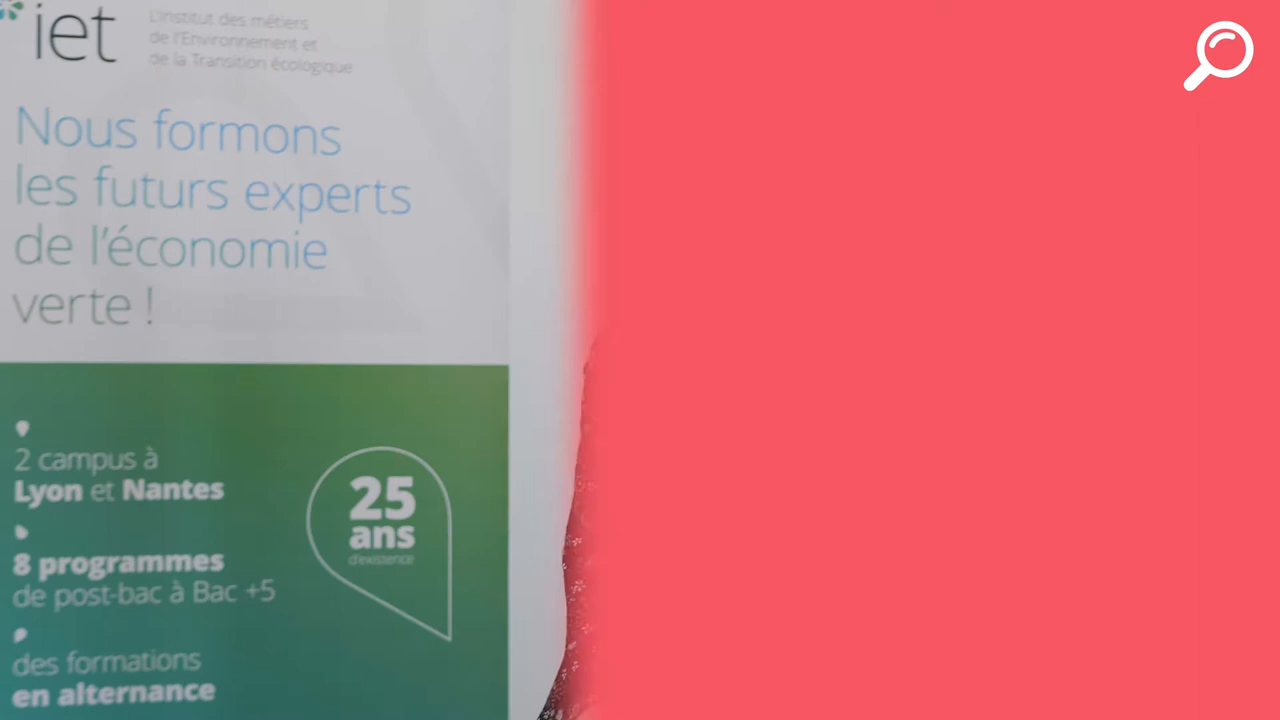 iet
L'institut des métiers
de l'Environnement et
de la Transition écologique
Nous formons
les futurs experts
de l'économie
verte !
2 campus à
Lyon et Nantes
8 programmes
de post-bac à Bac +5
des formations
en alternance
25
ans
d'existence